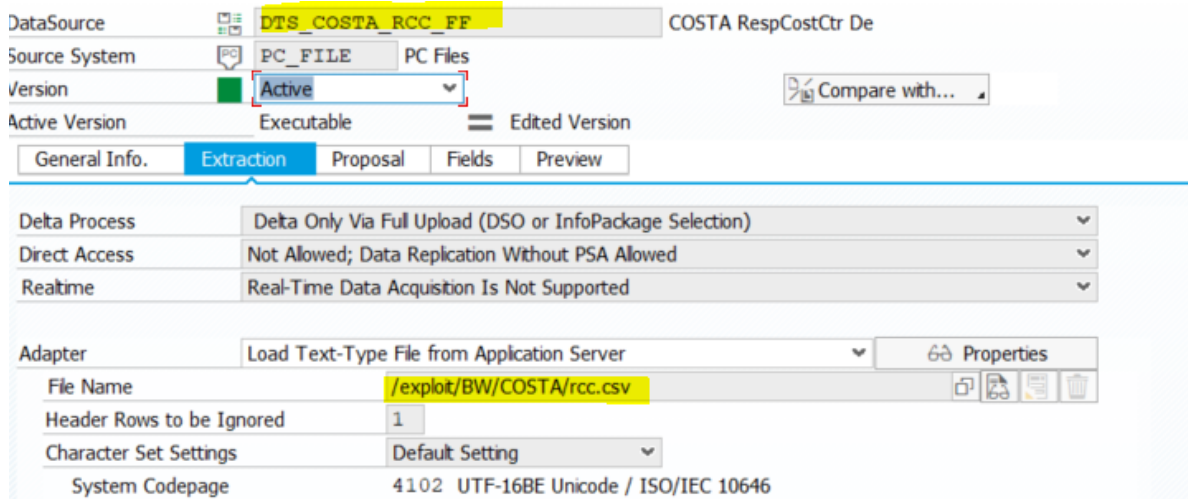 DataSource DTS_COSTA_RCC_FF COSTA RespCostCtr De
Source System PC_FILE PC Files
Version Active Compare with...
Active Version Executable Edited Version
General Info. Extraction Proposal Fields Preview
Delta Process Delta Only Via Full Upload (DSO or InfoPackage Selection)
Direct Access Not Allowed; Data Replication Without PSA Allowed
Realtime Real-Time Data Acquisition Is Not Supported
Adapter Load Text-Type File from Application Server Properties
File Name /exploit/BW/COSTA/rcc.csv
Header Rows to be Ignored 1
Character Set Settings Default Setting
System Codepage 4102 UTF-16BE Unicode / ISO/IEC 10646